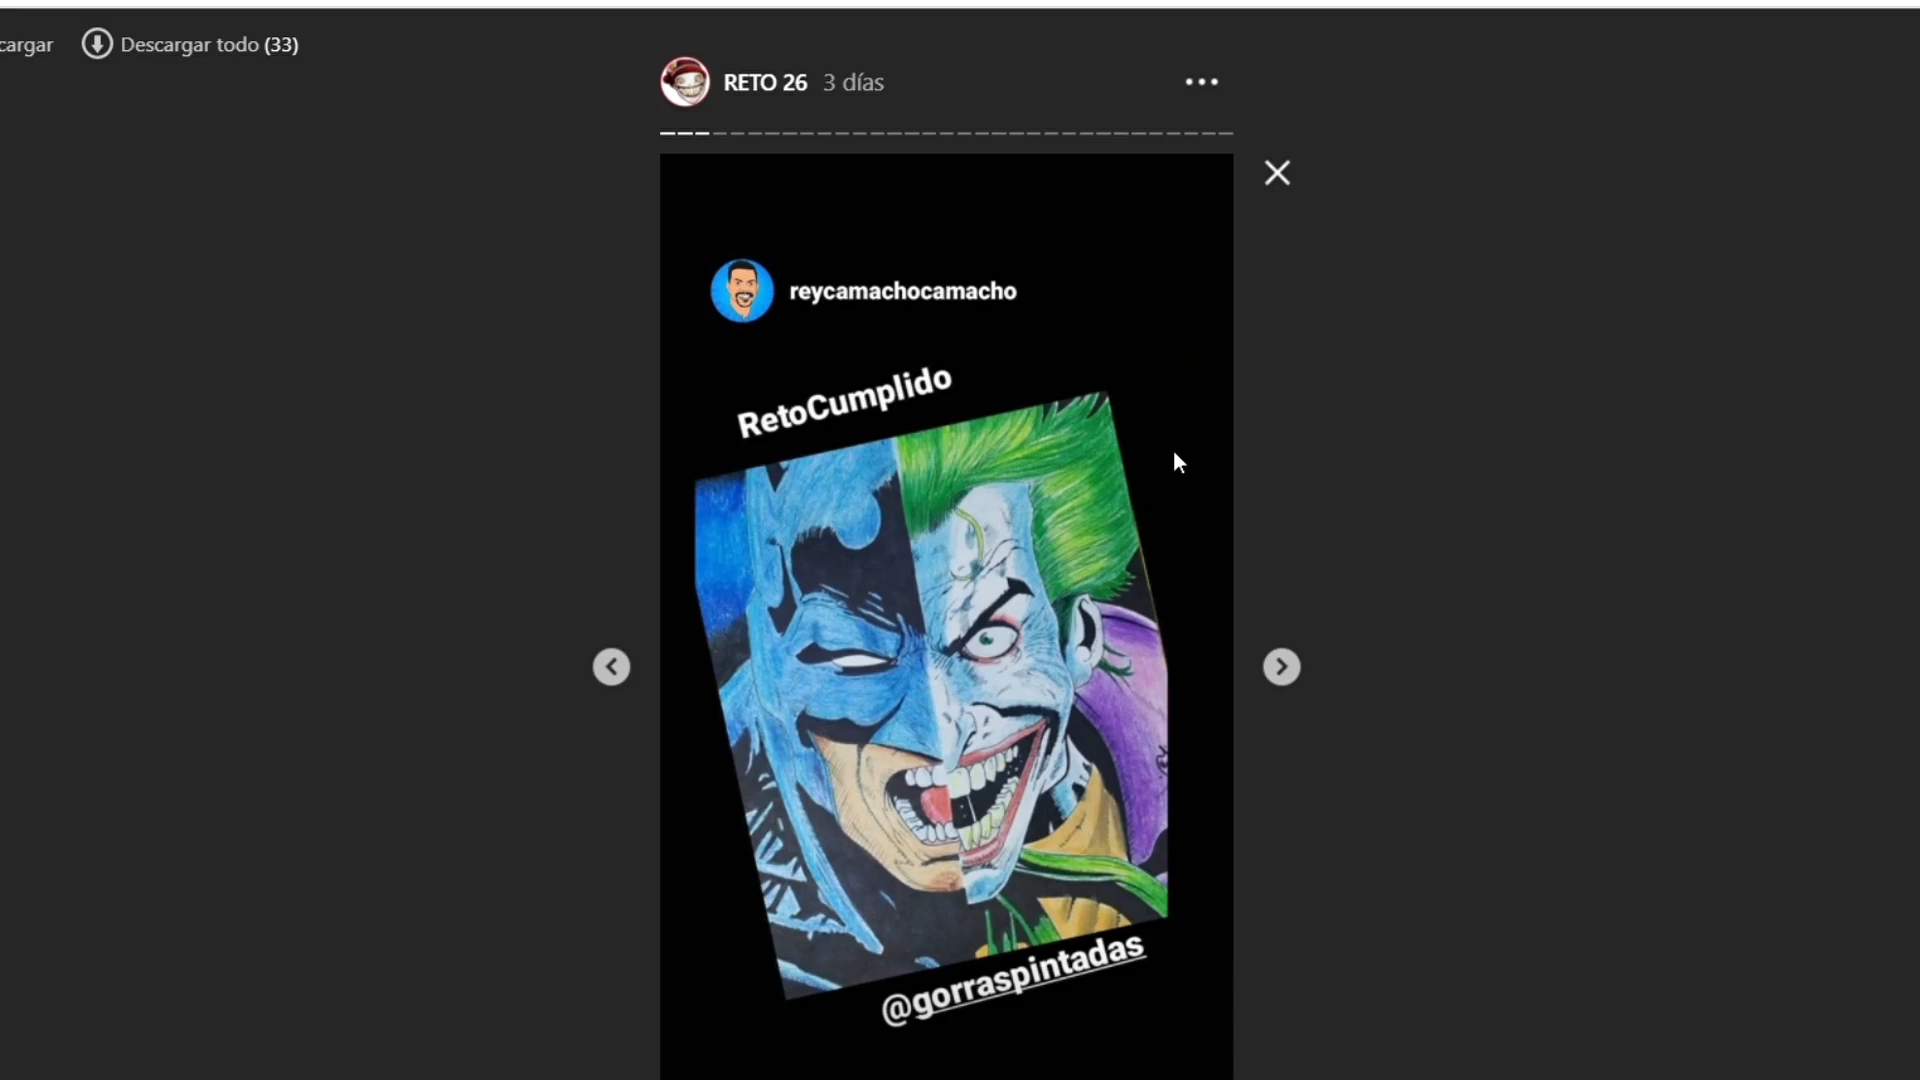 cargar
Descargar todo (33)
RETO 26 3 días
reycamachocamacho
RetoCumplido
@gorraspintadas